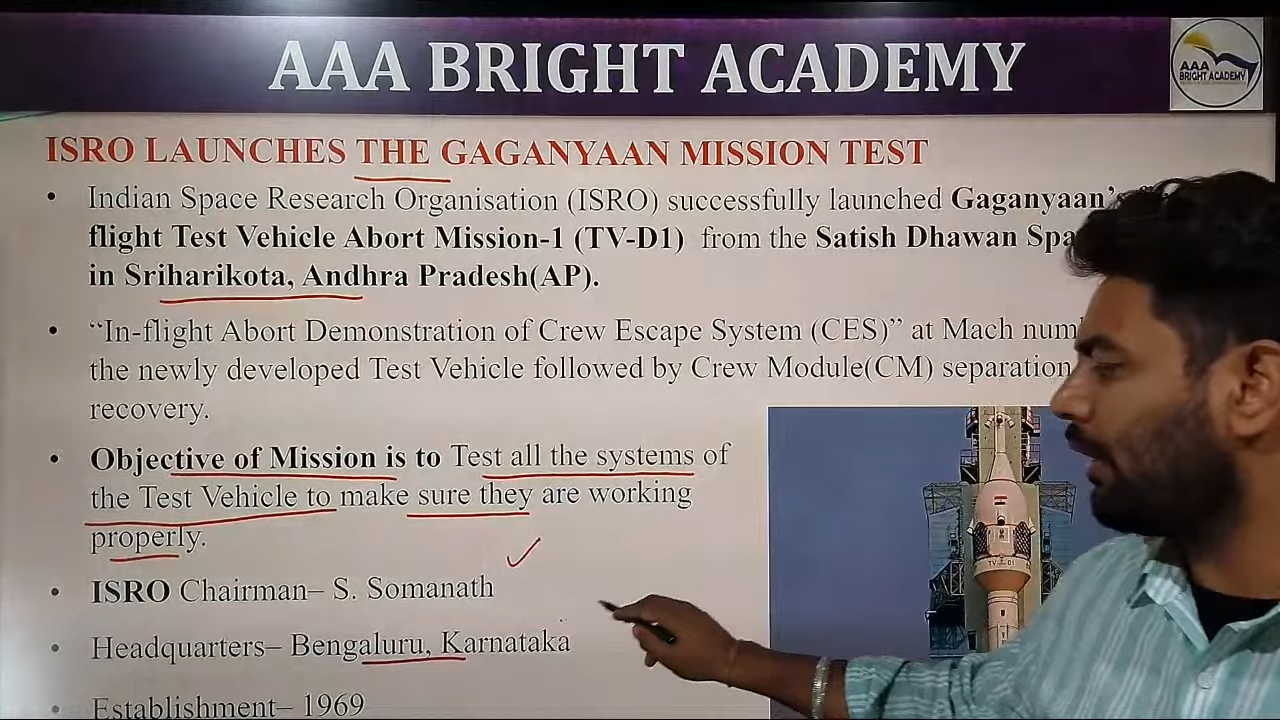 AAA BRIGHT ACADEMY
AAA
BRIGHT ACADEMY
ISRO LAUNCHES THE GAGANYAAN MISSION TEST
• Indian Space Research Organisation (ISRO) successfully launched Gaganyaan's
flight Test Vehicle Abort Mission-1 (TV-D1) from the Satish Dhawan
in Sriharikota, Andhra Pradesh(AP).
• “In-flight Abort Demonstration of Crew Escape System (CES)” at Mach
the newly developed Test Vehicle followed by Crew Module(CM) separation
recovery.
• Objective of Mission is to Test all the systems of
the Test Vehicle to make sure they are working
properly.
• ISRO Chairman– S. Somanath
• Headquarters– Bengaluru, Karnataka
• Establishment– 1969
TV-D1